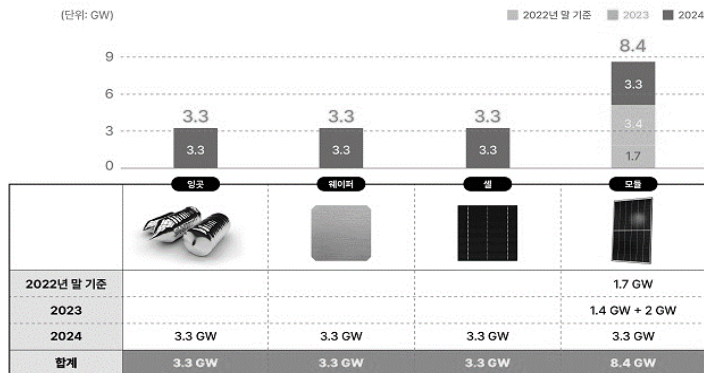 (단위: GW)
2022년 말 기준 2023 2024
8.4
9
3.3
6
3.4
3.3 3.3 3.3
3
3.3 3.3 3.3
1.7
0
잉곳 웨이퍼 셀 모듈
2022년 말 기준 1.7 GW
2023 1.4 GW + 2 GW
2024 3.3 GW 3.3 GW 3.3 GW 3.3 GW
합계 3.3 GW 3.3 GW 3.3 GW 8.4 GW